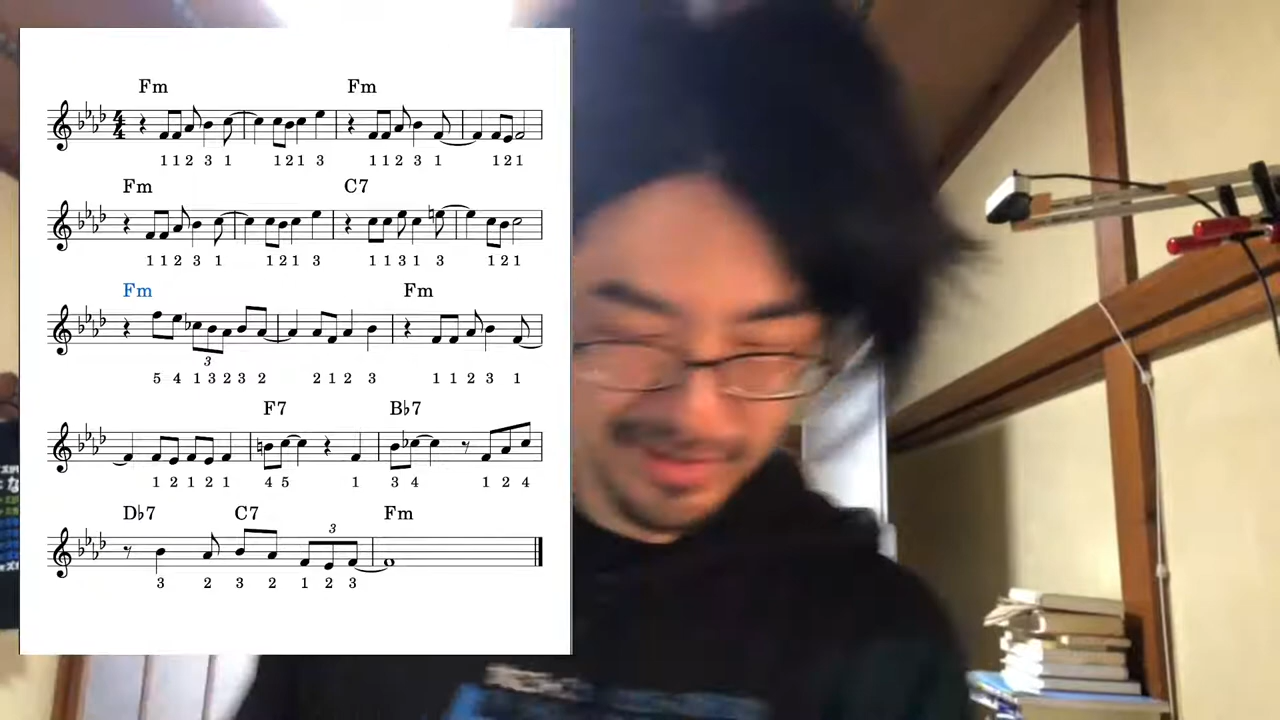 Fm Fm
4
4
1 1 2 3 1 1 2 1 3 1 1 2 3 1 1 2 1
Fm C7
1 1 2 3 1 1 2 1 3 1 1 3 1 3 1 2 1
Fm Fm
3
5 4 1 3 2 3 2 2 1 2 3 1 1 2 3 1
F7 B♭7
1 2 1 2 1 4 5 1 3 4 1 2 4
D♭7 C7 Fm
3
3 2 3 2 1 2 3
な